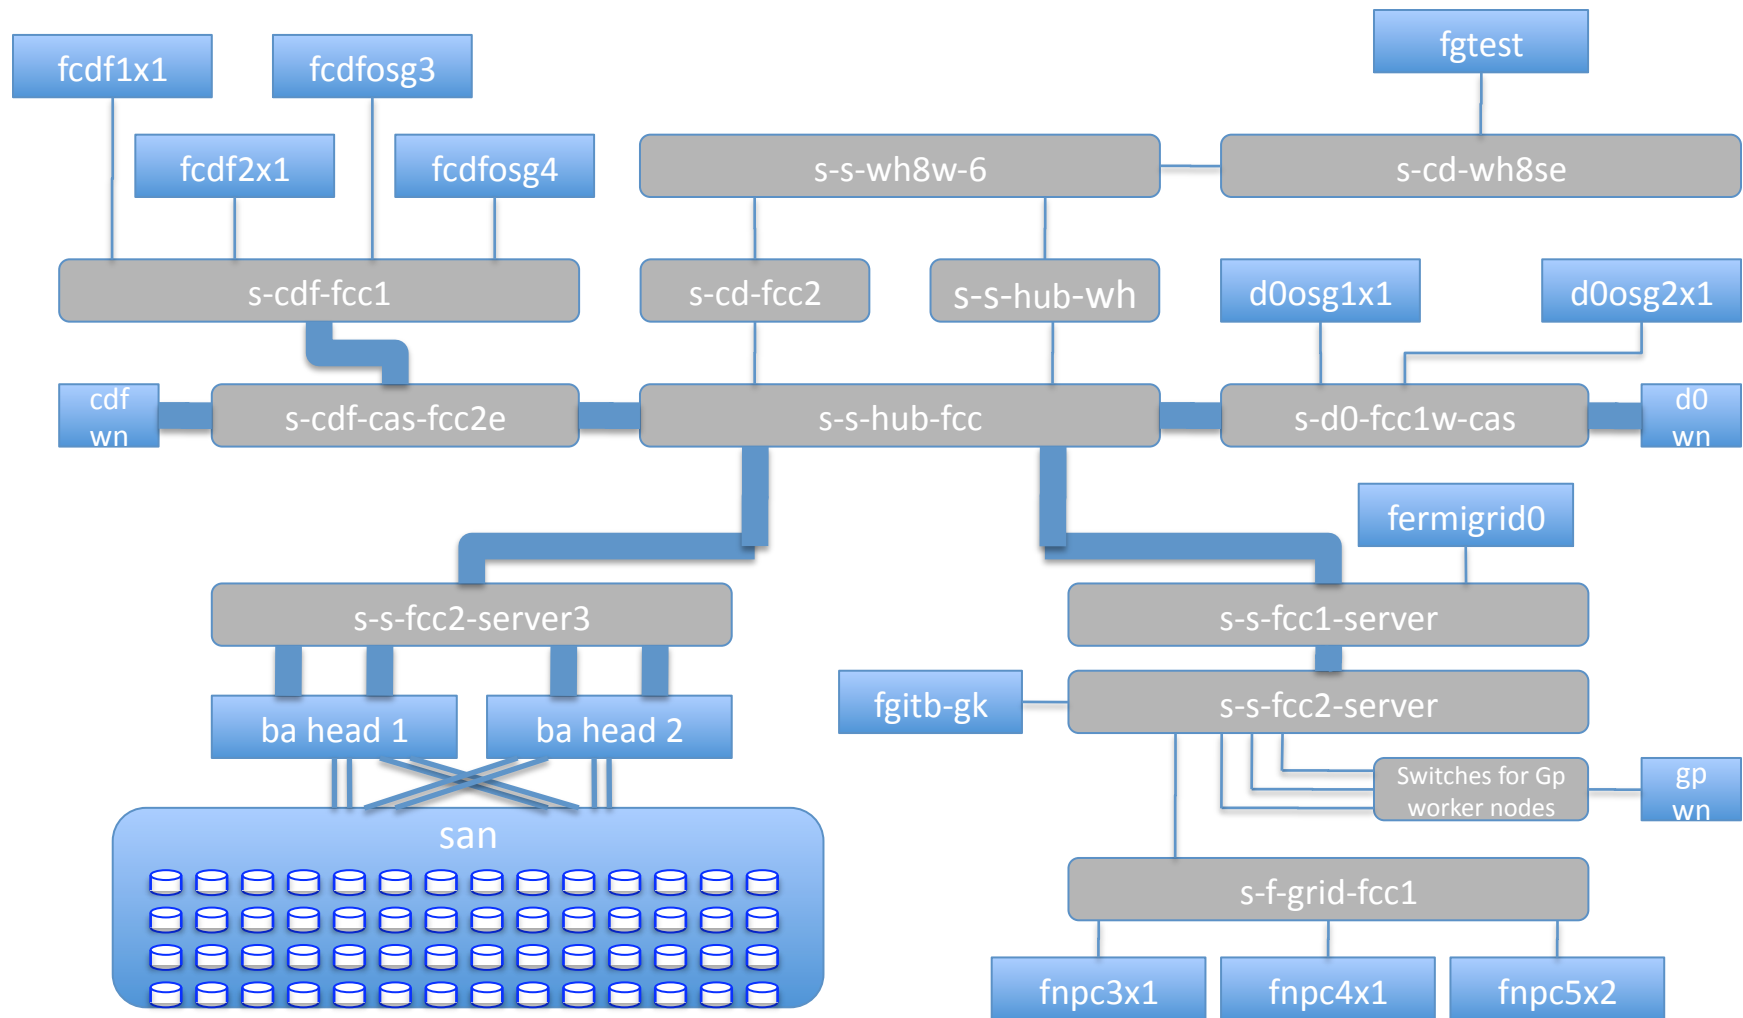 fgtest
fcdf1x1
fcdfosg3
fcdf2x1
fcdfosg4
s-s-wh8w-6
s-cd-wh8se
s-cdf-fcc1
s-cd-fcc2
s-s-hub-wh
d0osg1x1
d0osg2x1
cdf
wn
s-cdf-cas-fcc2e
s-s-hub-fcc
s-d0-fcc1w-cas
d0
wn
fermigrid0
s-s-fcc2-server3
s-s-fcc1-server
fgitb-gk
s-s-fcc2-server
ba head 1
ba head 2
Switches for Gp
worker nodes
gp
wn
san
s-f-grid-fcc1
fnpc3x1
fnpc4x1
fnpc5x2